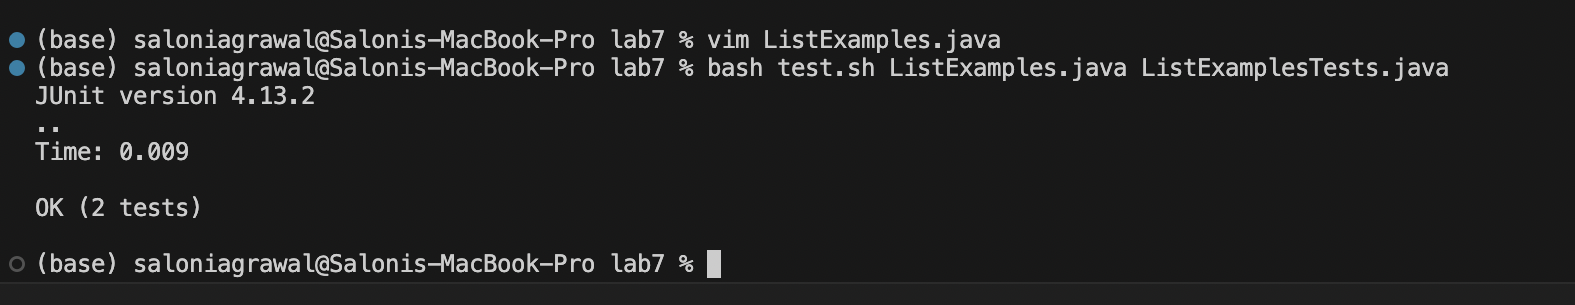 (base) saloniagrawal@Salonis-MacBook-Pro lab7 % vim ListExamples.java
(base) saloniagrawal@Salonis-MacBook-Pro lab7 % bash test.sh ListExamples.java ListExamplesTests.java
JUnit version 4.13.2
..
Time: 0.009
OK (2 tests)
(base) saloniagrawal@Salonis-MacBook-Pro lab7 %